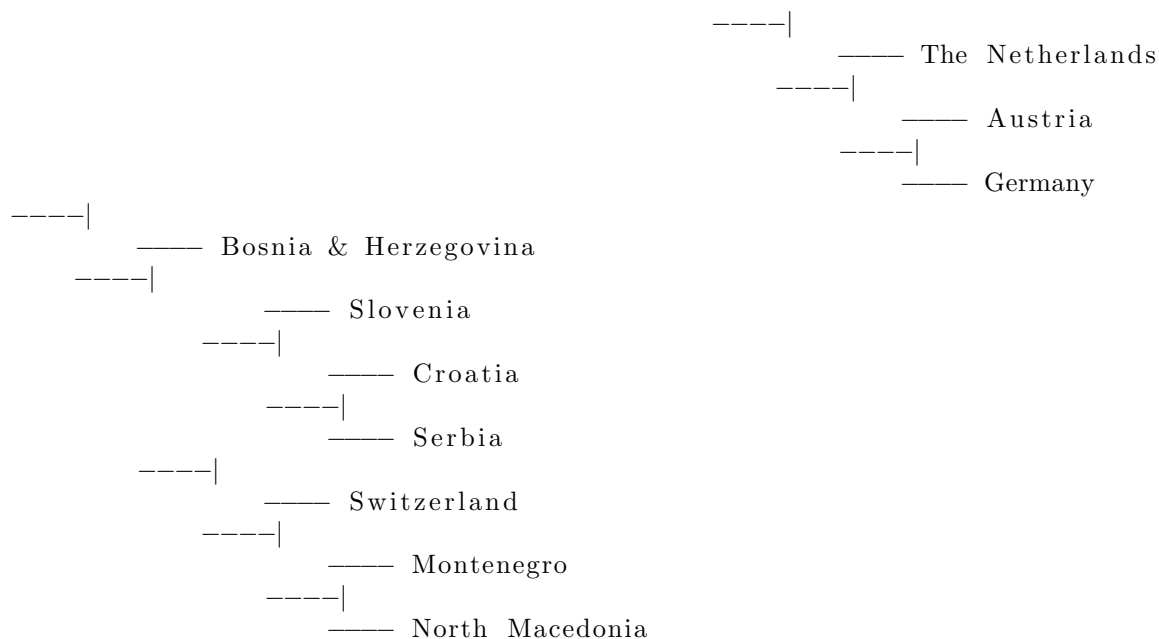 ----|
---- The Netherlands
----|
---- Austria
----|
---- Germany
----|
---- Bosnia & Herzegovina
----|
---- Slovenia
----|
---- Croatia
----|
---- Serbia
----|
---- Switzerland
----|
---- Montenegro
----|
---- North Macedonia